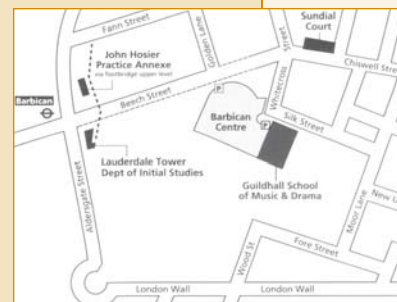 Fann Street
Golden Lane
Sundial
Court
John Hosier
Practice Annexe
via footbridge upper level
Street
Chiswell Street
Barbican
Beech Street
P
Whitecross
Silk Street
Barbican
Centre
P
Lauderdale Tower
Dept of Initial Studies
Guildhall School
of Music & Drama
Aldersgate Street
Moor Lane
New U
Wood St
Fore Street
London Wall
London Wall